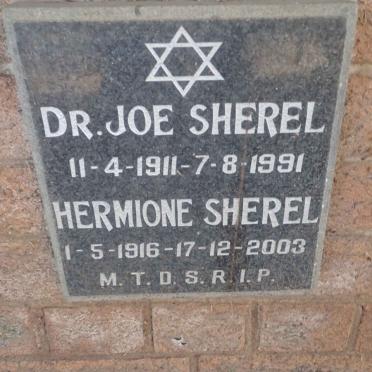 DR. JOE SHEREL
11-4-1911-7-8-1991
HERMIONE SHEREL
1-5-1916-17-12-2003
M. T. D. S. R. I. P.